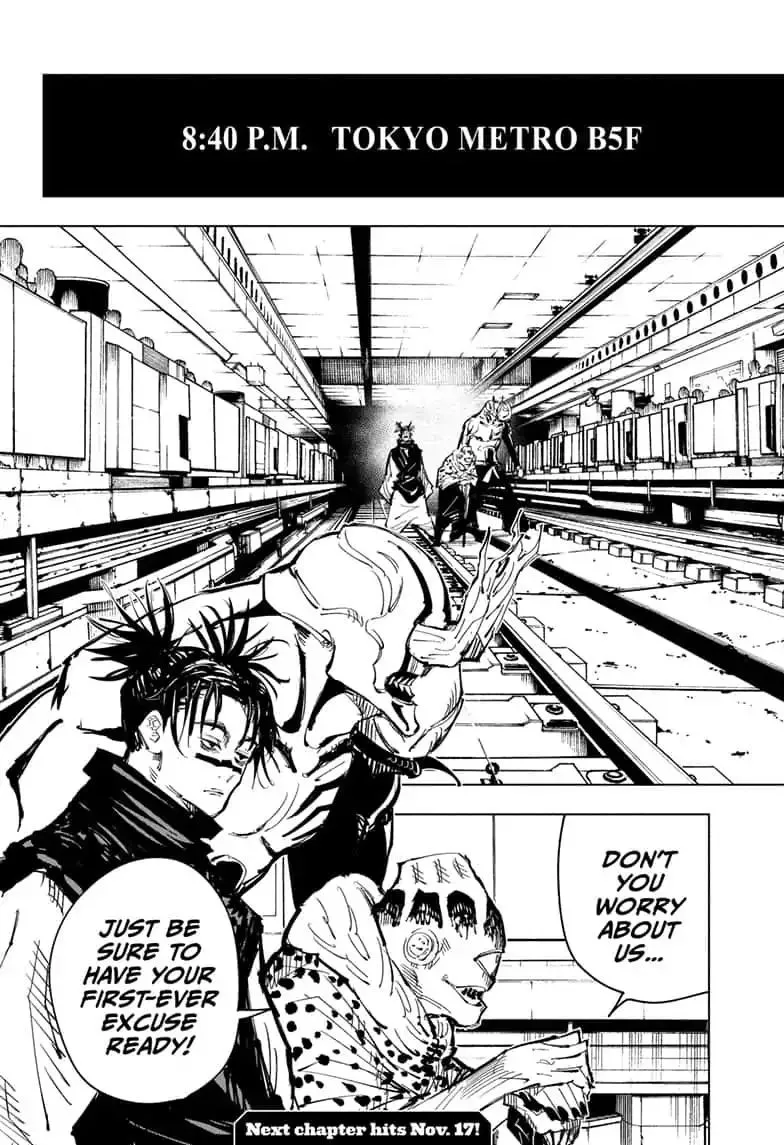 8:40 P.M. TOKYO METRO B5F
DON'T
YOU
WORRY
ABOUT
US...
JUST BE
SURE TO
HAVE YOUR
FIRST-EVER
EXCUSE
READY!
Next chapter hits Nov. 17!